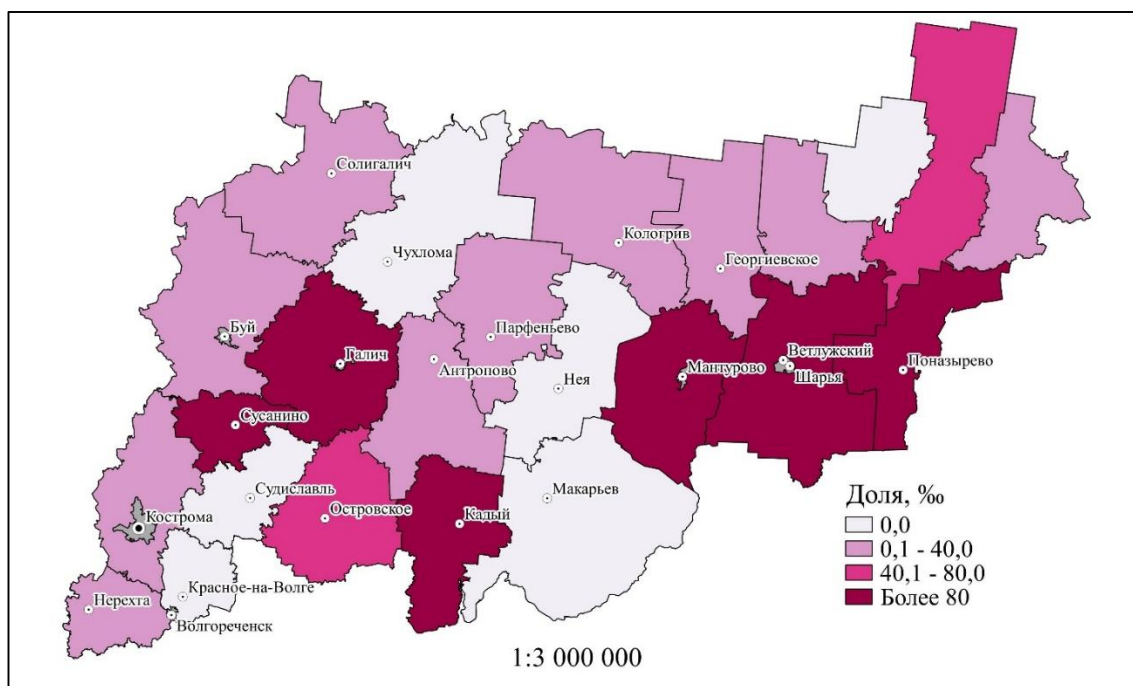 Солигалич
Чухлома
Кологрив
Георгиевское
Буй
Парфеньево
Галич
Антропово
Нея
Мантурово
Ветлужский
Шарья
Поназырево
Сусанино
Судиславль
Островское
Кадый
Макарьев
Кострома
Красное-на-Волге
Нерехта
Волгореченск
Доля, ‰
0,0
0,1 - 40,0
40,1 - 80,0
Более 80
1:3 000 000